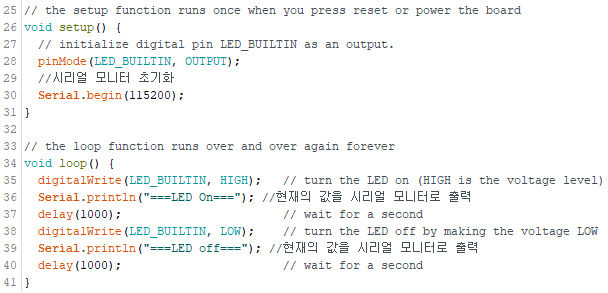 25 // the setup function runs once when you press reset or power the board
26 void setup() {
27   // initialize digital pin LED_BUILTIN as an output.
28   pinMode(LED_BUILTIN, OUTPUT);
29   //시리얼 모니터 초기화
30   Serial.begin(115200);
31 }
32
33 // the loop function runs over and over again forever
34 void loop() {
35   digitalWrite(LED_BUILTIN, HIGH);   // turn the LED on (HIGH is the voltage level)
36   Serial.println("===LED On==="); //현재의 값을 시리얼 모니터로 출력
37   delay(1000);                       // wait for a second
38   digitalWrite(LED_BUILTIN, LOW);    // turn the LED off by making the voltage LOW
39   Serial.println("===LED off==="); //현재의 값을 시리얼 모니터로 출력
40   delay(1000);                       // wait for a second
41 }